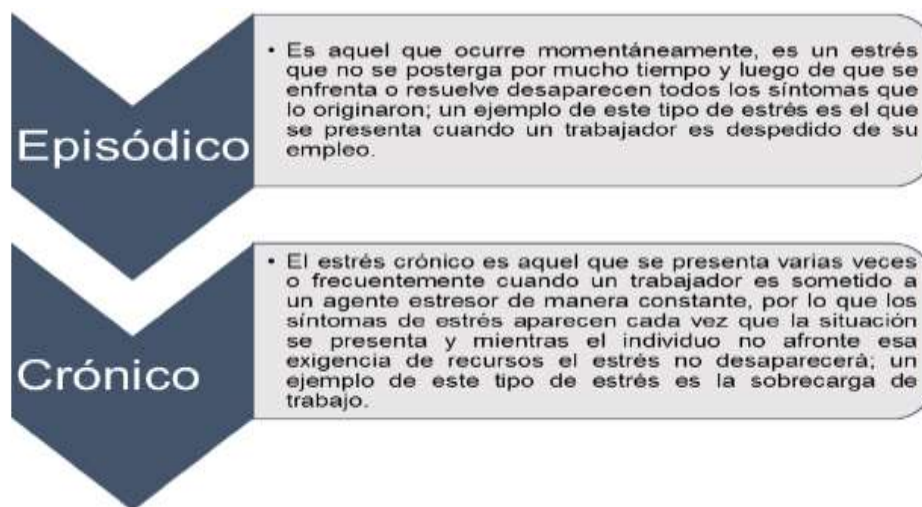 Episódico
• Es aquel que ocurre momentáneamente, es un estrés
que no se posterga por mucho tiempo y luego de que se
enfrenta o resuelve desaparecen todos los síntomas que
lo originaron; un ejemplo de este tipo de estrés es el que
se presenta cuando un trabajador es despedido de su
empleo.
Crónico
• El estrés crónico es aquel que se presenta varias veces
o frecuentemente cuando un trabajador es sometido a
un agente estresor de manera constante, por lo que los
síntomas de estrés aparecen cada vez que la situación
se presenta y mientras el individuo no afronte esa
exigencia de recursos el estrés no desaparecerá; un
ejemplo de este tipo de estrés es la sobrecarga de
trabajo.